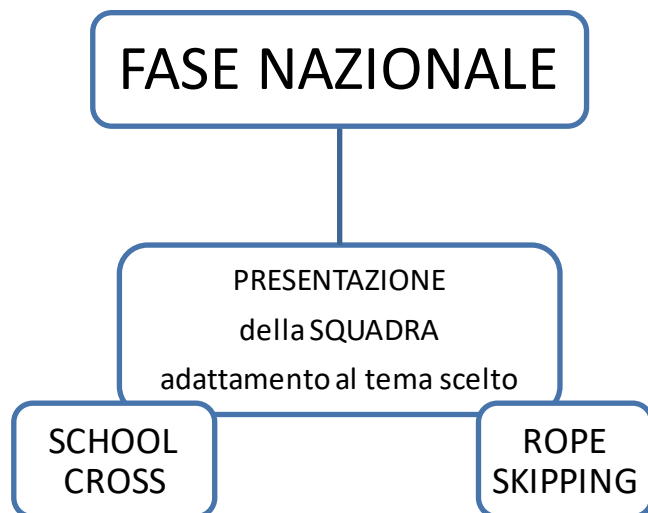 FASE NAZIONALE
PRESENTAZIONE
della SQUADRA
adattamento al tema scelto
SCHOOL
CROSS
ROPE
SKIPPING